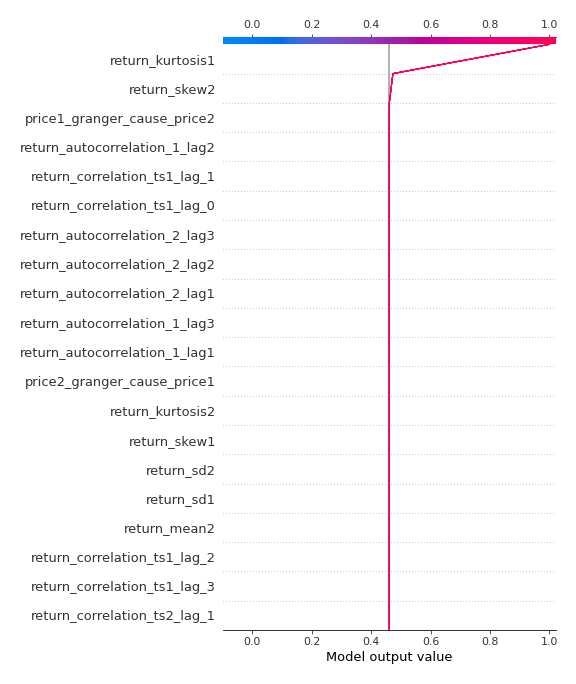 0.0 0.2 0.4 0.6 0.8 1.0
return_kurtosis1
return_skew2
price1_granger_cause_price2
return_autocorrelation_1_lag2
return_correlation_ts1_lag_1
return_correlation_ts1_lag_0
return_autocorrelation_2_lag3
return_autocorrelation_2_lag2
return_autocorrelation_2_lag1
return_autocorrelation_1_lag3
return_autocorrelation_1_lag1
price2_granger_cause_price1
return_kurtosis2
return_skew1
return_sd2
return_sd1
return_mean2
return_correlation_ts1_lag_2
return_correlation_ts1_lag_3
return_correlation_ts2_lag_1
0.0 0.2 0.4 0.6 0.8 1.0
Model output value